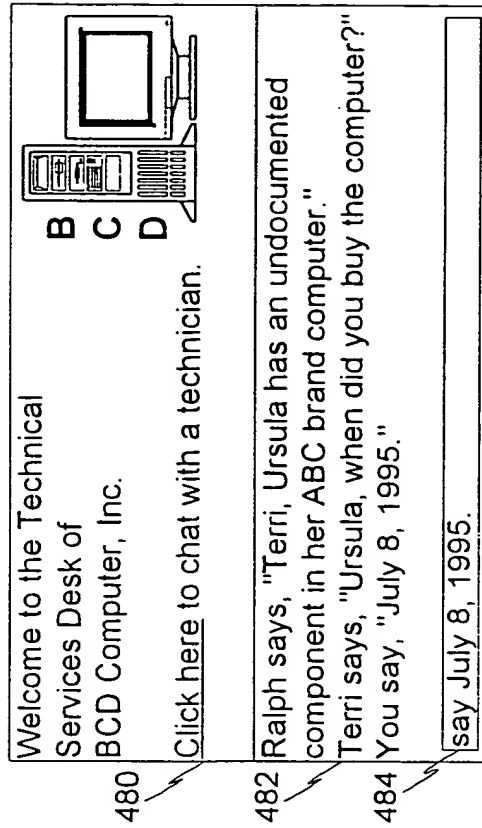 Welcome to the Technical
Services Desk of
BCD Computer, Inc.
B
C
D
Click here to chat with a technician.
480
Ralph says, "Terri, Ursula has an undocumented
component in her ABC brand computer."
482
Terri says, "Ursula, when did you buy the computer?"
You say, "July 8, 1995."
484
say July 8, 1995.